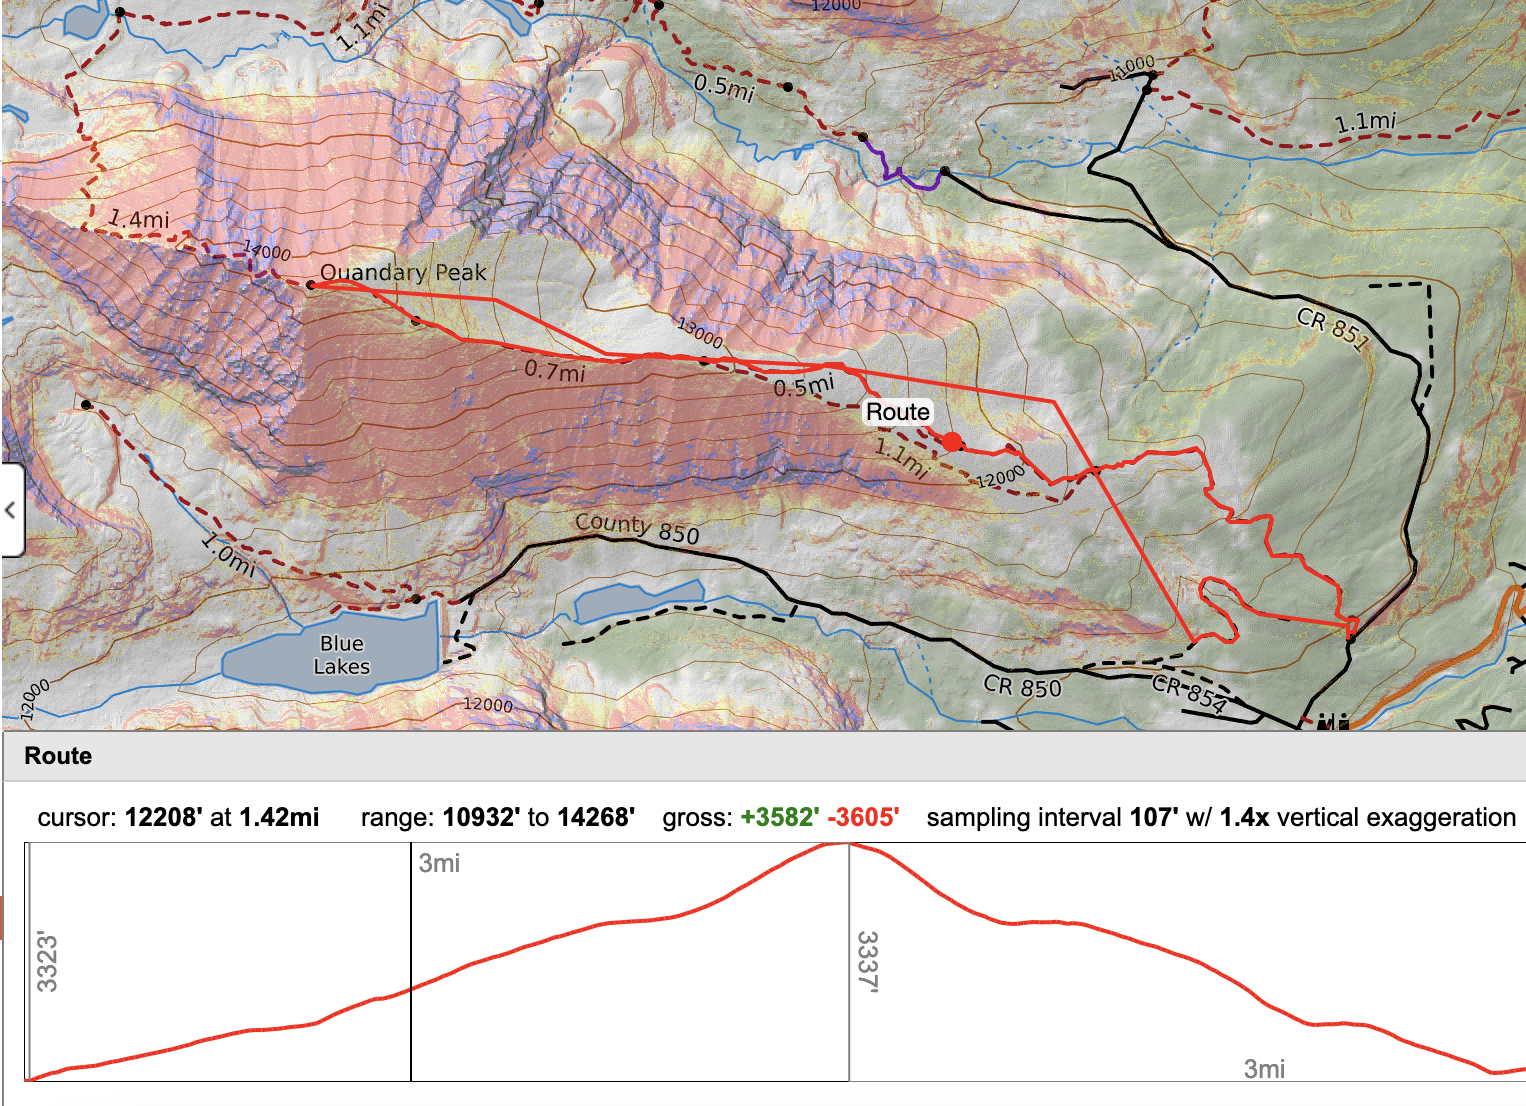 12000
1.1mi
11000
0.5mi
1.1mi
1.4mi
14000
Quandary Peak
CR 851
13000
0.7mi
0.5mi
Route
1.1mi
12000
County 850
1.0mi
Blue
Lakes
12000
12000
CR 850
CR 854
Route
cursor: 12208' at 1.42mi range: 10932' to 14268' gross: +3582' -3605' sampling interval 107' w/ 1.4x vertical exaggeration
3mi
3323'
3337'
3mi